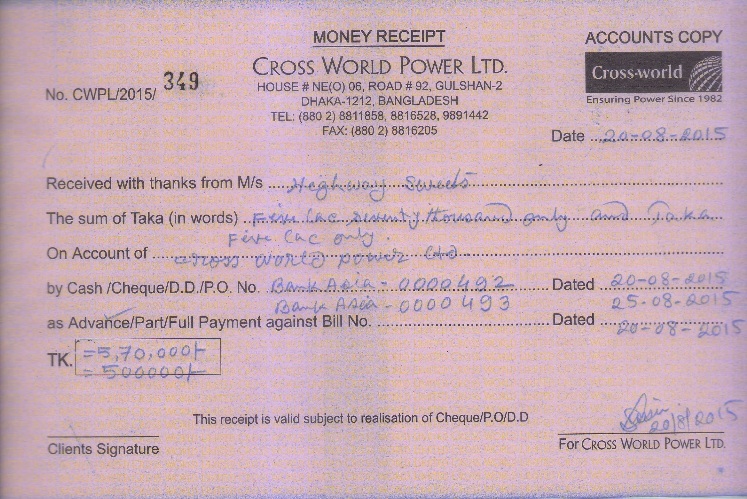 MONEY RECEIPT
ACCOUNTS COPY
CROSS WORLD POWER LTD.
Cross-world
Ensuring Power Since 1982
No. CWPL/2015/ 349
HOUSE # NE(O) 06, ROAD # 92, GULSHAN-2
DHAKA-1212, BANGLADESH
TEL: (880 2) 8811858, 8816528, 9891442
FAX: (880 2) 8816205
Date 20-08-2015
Received with thanks from M/s Highway Sweets
The sum of Taka (in words) Five Lac seventy thousand only and Taka
Five Lac only.
On Account of cross world power Ltd
by Cash /Cheque/D.D./P.O. No. Bank Asia - 0000492 Dated 20-08-2015
Bank Asia - 0000493 25-08-2015
as Advance/Part/Full Payment against Bill No. Dated 20-08-2015
TK. =5,70,000/-
= 500000/-
This receipt is valid subject to realisation of Cheque/P.O/D.D
20/8/2015
Clients Signature
For CROSS WORLD POWER LTD.